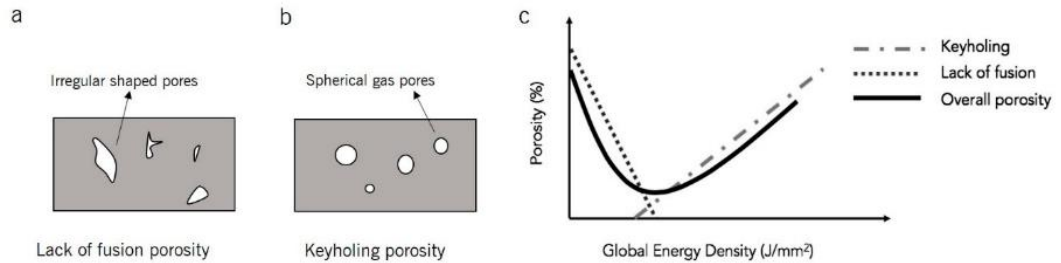 a
Irregular shaped pores
Lack of fusion porosity
b
Spherical gas pores
Keyholing porosity
c
Porosity (%)
Global Energy Density (J/mm²)
Keyholing
Lack of fusion
Overall porosity